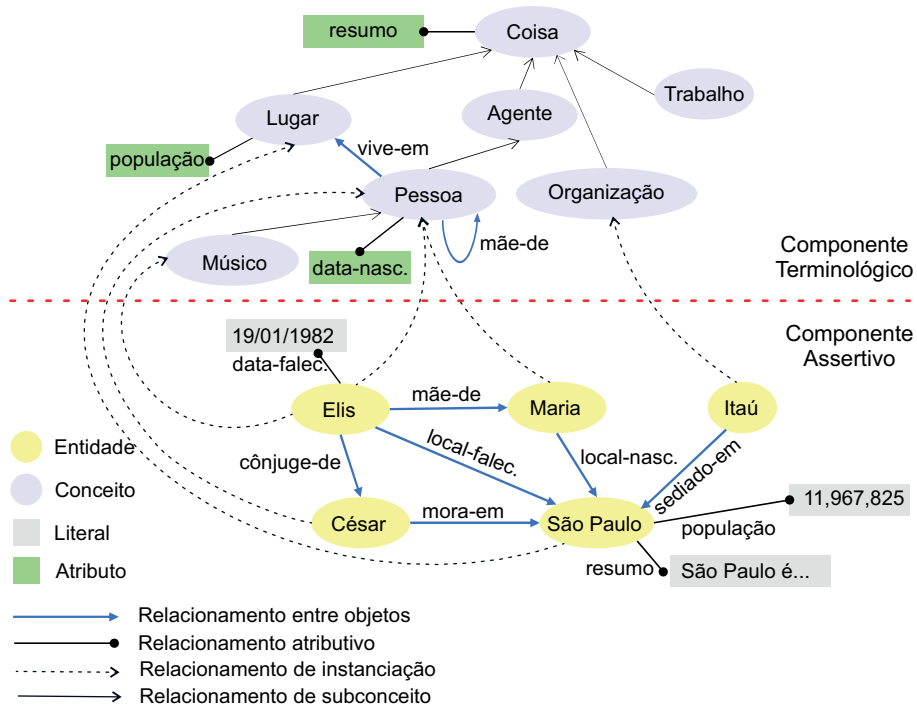 resumo
Coisa
Trabalho
Agente
Lugar
população
vive-em
Pessoa
Organização
mãe-de
Músico
data-nasc.
Componente
Terminológico
Componente
Assertivo
19/01/1982
data-falec.
Elis
mãe-de
Maria
Itaú
local-falec.
local-nasc.
sediado-em
cônjuge-de
César
mora-em
São Paulo
11,967,825
população
resumo
São Paulo é...
Entidade
Conceito
Literal
Atributo
Relacionamento entre objetos
Relacionamento atributivo
Relacionamento de instanciação
Relacionamento de subconceito